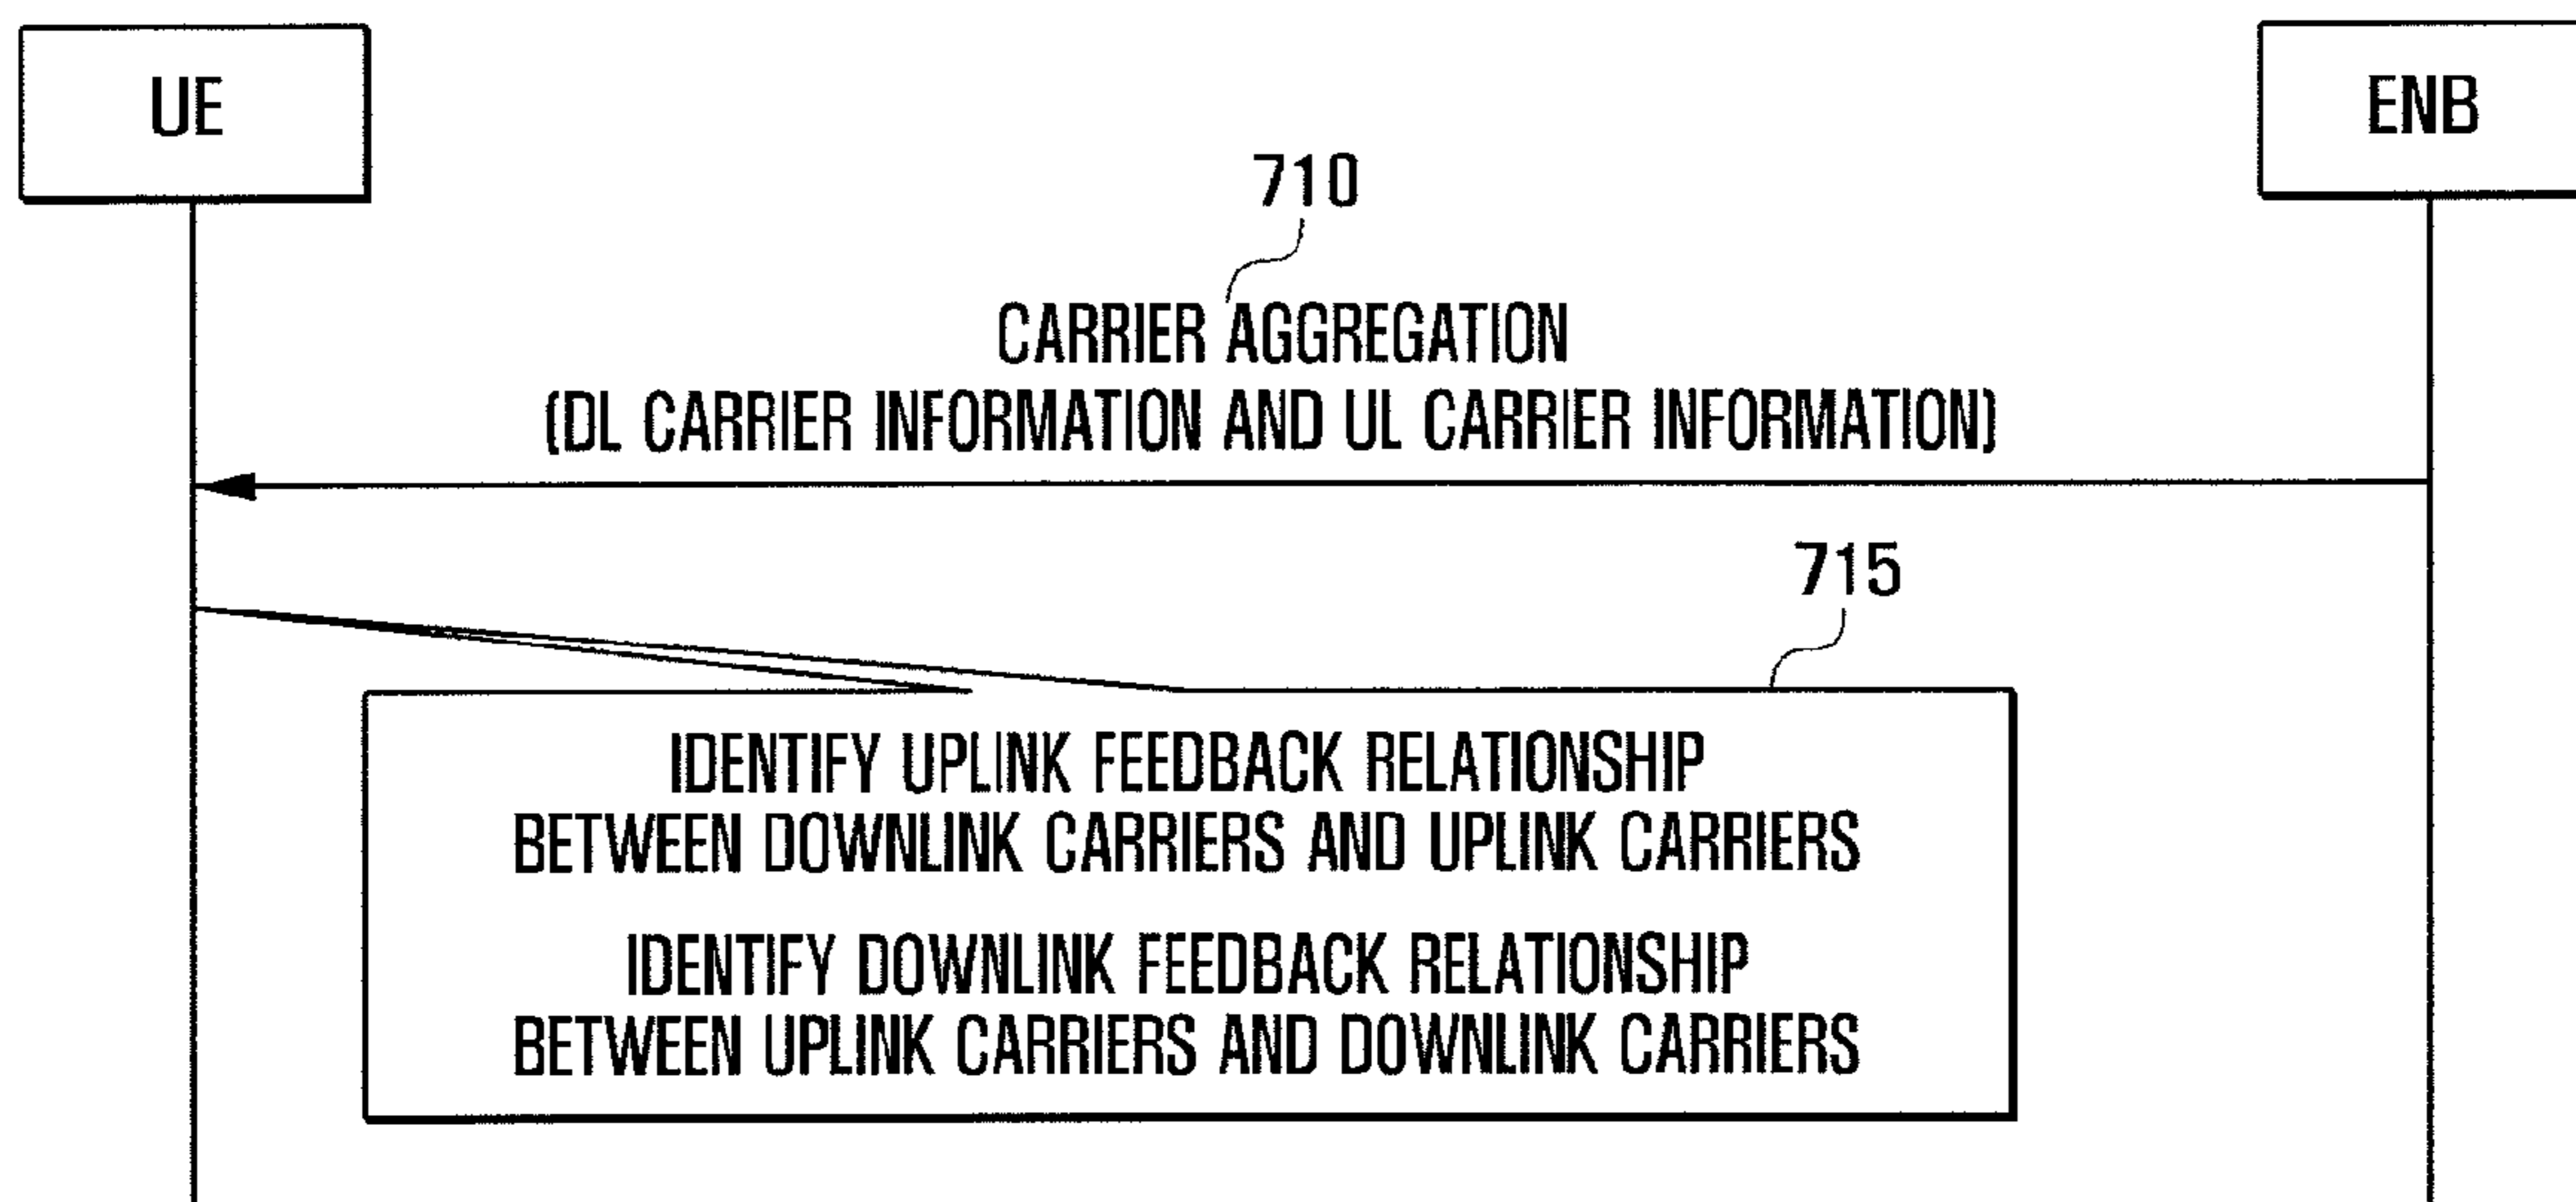 UE
ENB
710
CARRIER AGGREGATION
(DL CARRIER INFORMATION AND UL CARRIER INFORMATION)
715
IDENTIFY UPLINK FEEDBACK RELATIONSHIP
BETWEEN DOWNLINK CARRIERS AND UPLINK CARRIERS
IDENTIFY DOWNLINK FEEDBACK RELATIONSHIP
BETWEEN UPLINK CARRIERS AND DOWNLINK CARRIERS